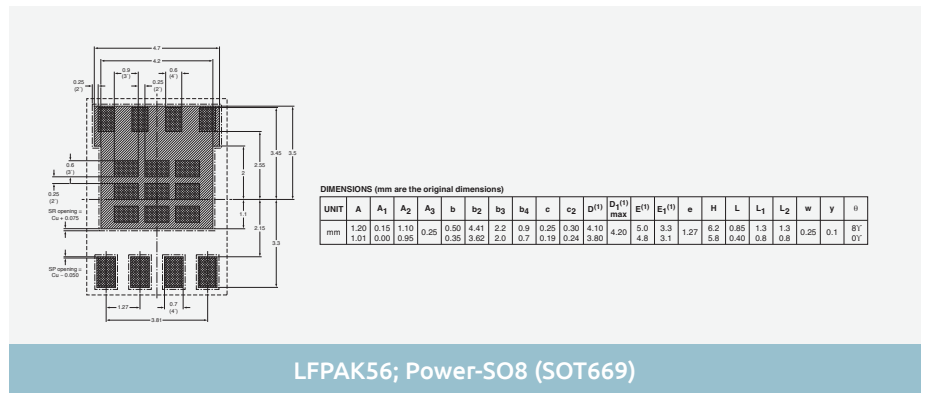 4.7
4.2
0.9
(3˟)
0.6
(4˟)
0.25
(2˟)
0.25
(2˟)
3.45
3.5
2.55
0.6
(3˟)
2
0.25
(2˟)
SR opening =
Cu + 0.075
1.1
2.15
3.3
SP opening =
Cu – 0.050
1.27
0.7
(4˟)
3.81
DIMENSIONS (mm are the original dimensions)
UNIT A A1 A2 A3 b b2 b3 b4 c c2 D(1) D1(1) max E(1) E1(1) e H L L1 L2 w y θ
mm 1.20 0.15 1.10 0.25 0.50 4.41 2.2 0.9 0.25 0.30 4.10 4.20 5.0 3.3 1.27 6.2 0.85 1.3 1.3 0.25 0.1 8ϒ
1.01 0.00 0.95 0.35 3.62 2.0 0.7 0.19 0.24 3.80 4.8 3.1 5.8 0.40 0.8 0.8 0ϒ
LFPAK56; Power-SO8 (SOT669)